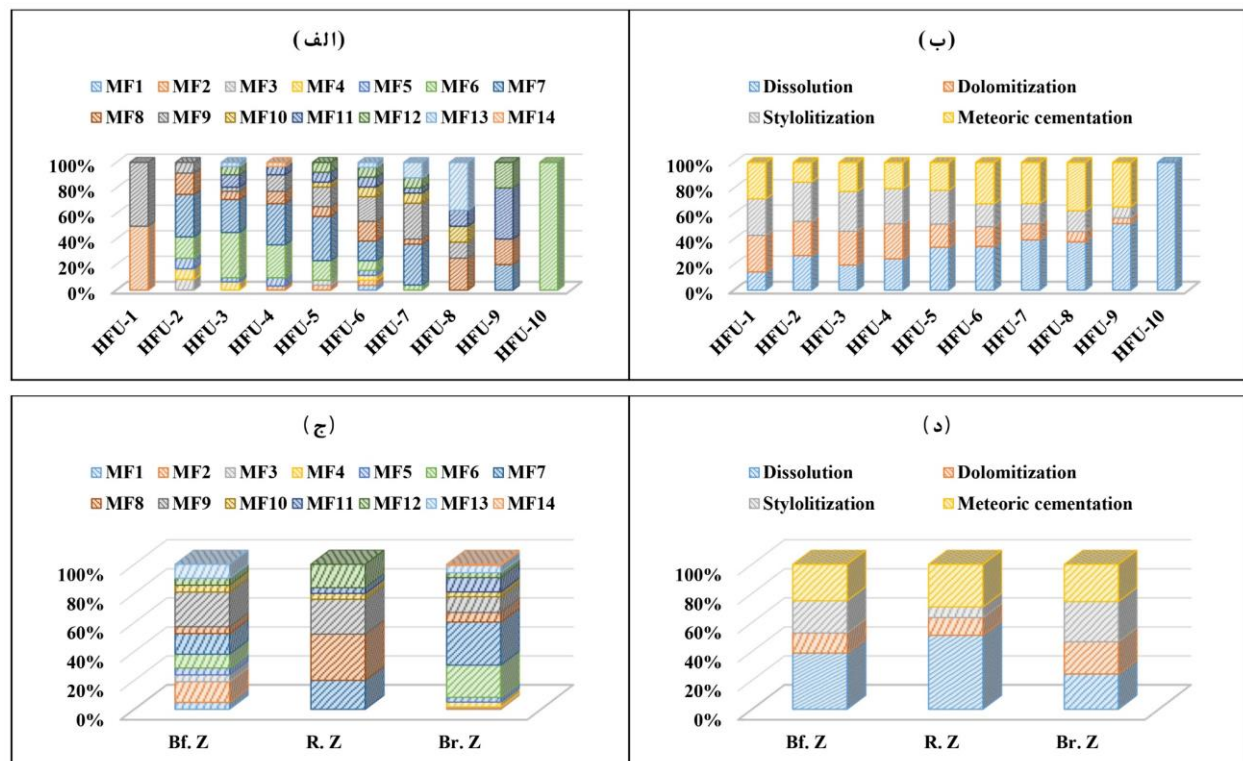 (الف)
MF1 MF2 MF3 MF4 MF5 MF6 MF7
MF8 MF9 MF10 MF11 MF12 MF13 MF14
100%
80%
60%
40%
20%
0%
HFU-1 HFU-2 HFU-3 HFU-4 HFU-5 HFU-6 HFU-7 HFU-8 HFU-9 HFU-10
(ب)
Dissolution Dolomitization
Stylolitization Meteoric cementation
100%
80%
60%
40%
20%
0%
HFU-1 HFU-2 HFU-3 HFU-4 HFU-5 HFU-6 HFU-7 HFU-8 HFU-9 HFU-10
(ج)
MF1 MF2 MF3 MF4 MF5 MF6 MF7
MF8 MF9 MF10 MF11 MF12 MF13 MF14
100%
80%
60%
40%
20%
0%
Bf. Z R. Z Br. Z
(د)
Dissolution Dolomitization
Stylolitization Meteoric cementation
100%
80%
60%
40%
20%
0%
Bf. Z R. Z Br. Z